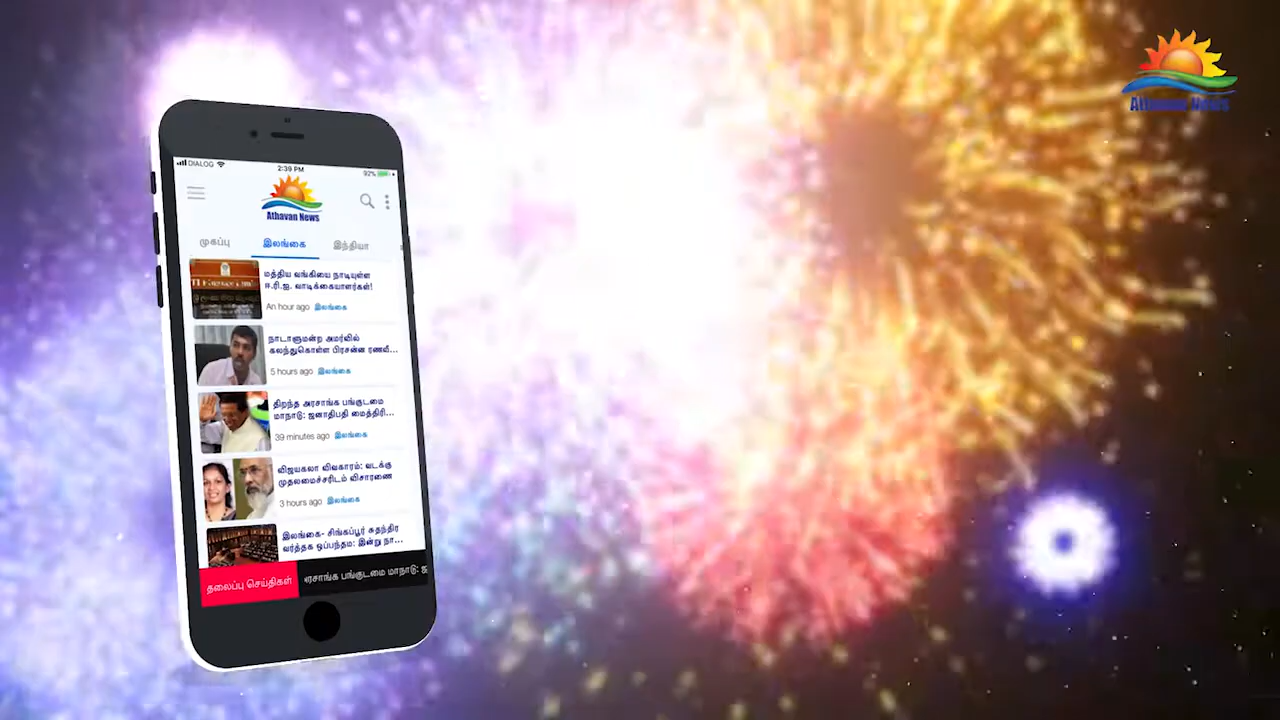 Athavan News
DIALOG
2:39 PM
92%
Athavan News
முகப்பு
இலங்கை
இந்தியா
மத்திய வங்கியை நாடியுள்ள
ஈ.ரி.ஐ. வாடிக்கையாளர்கள்!
An hour ago இலங்கை
நாடாளுமன்ற அமர்வில்
கலந்துகொள்ள பிரசன்ன ரணவீ...
5 hours ago இலங்கை
திறந்த அரசாங்க பங்குடமை
மாநாடு: ஜனாதிபதி மைத்திரி...
39 minutes ago இலங்கை
விஜயகலா விவகாரம்: வடக்கு
முதலமைச்சரிடம் விசாரணை
3 hours ago இலங்கை
இலங்கை- சிங்கப்பூர் சுதந்திர
வர்த்தக ஒப்பந்தம்: இன்று நா...
தலைப்பு செய்திகள்
ரசாங்க பங்குடமை மாநாடு: ஜ